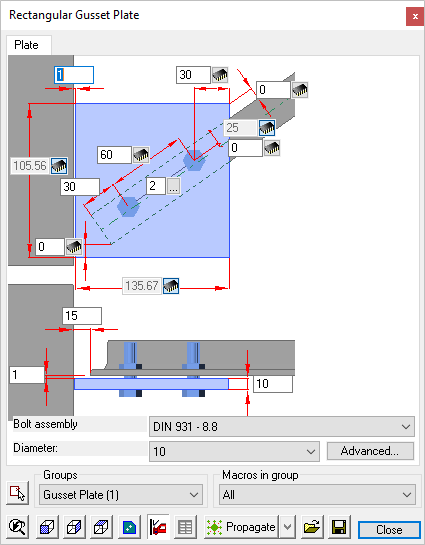 Rectangular Gusset Plate
x
Plate
1
30
0
25
60
0
105.56
30
2
...
0
135.67
15
1
10
Bolt assembly
DIN 931 - 8.8
Diameter:
10
Advanced...
Groups
Macros in group
Gusset Plate (1)
All
Propagate
Close